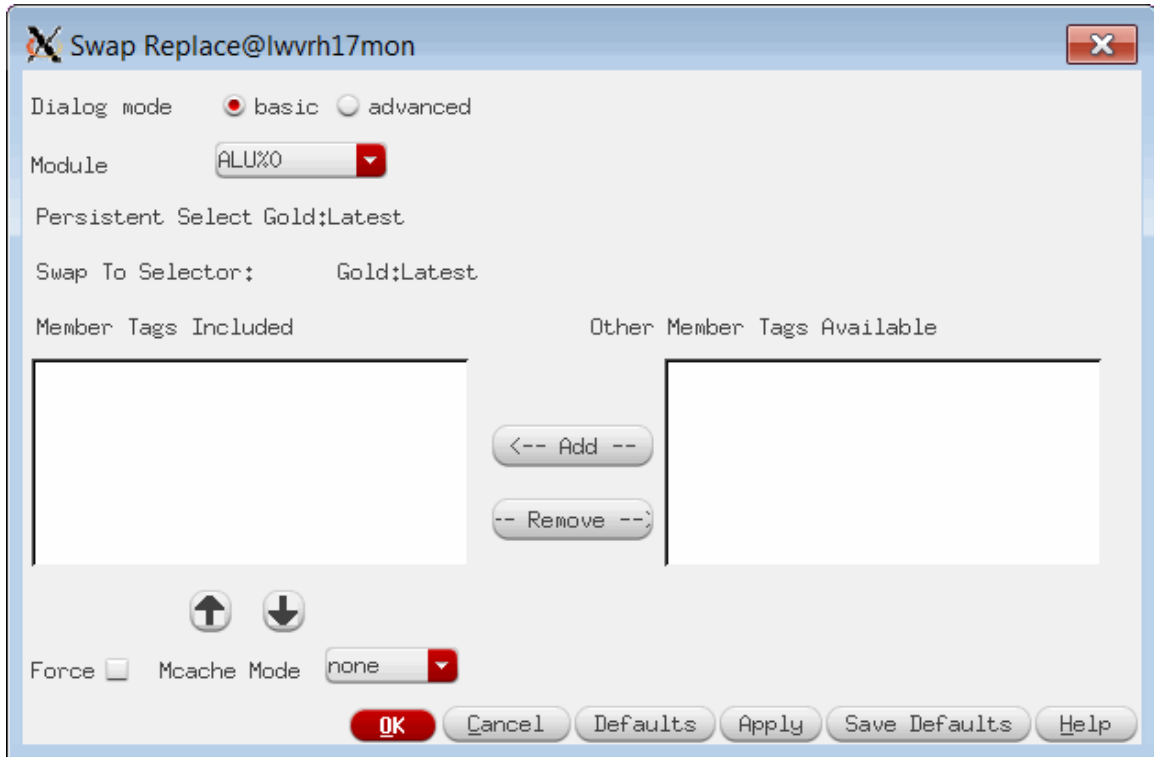 Swap Replace@lwvrh17mon
Dialog mode basic advanced
Module ALU%0
Persistent Select Gold:Latest
Swap To Selector: Gold:Latest
Member Tags Included Other Member Tags Available
<-- Add --
-- Remove --
Force Mcache Mode none
OK Cancel Defaults Apply Save Defaults Help